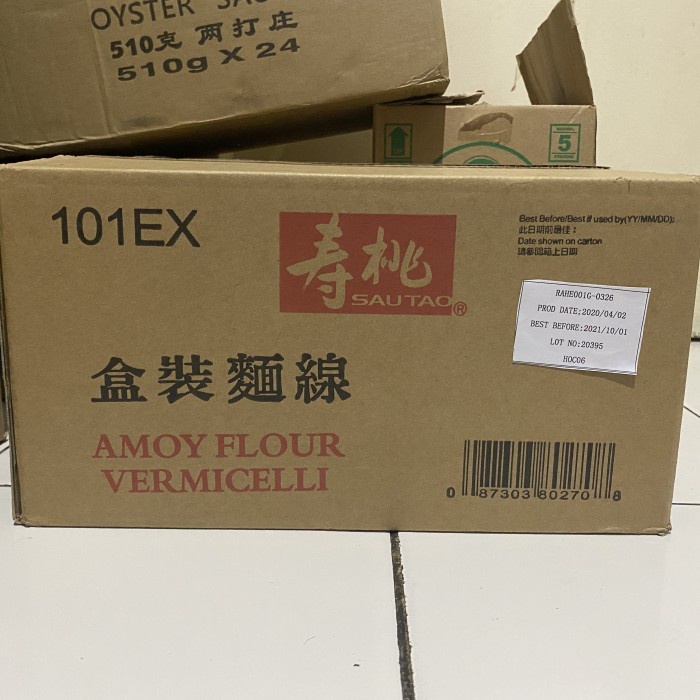 OYSTER
510克 两打庄
510g X 24
5
101EX
寿桃
SAUTAO®
Best Before/Best if used by(YY/MM/DD):
此日期前最佳：
Date shown on carton
請參閱箱上日期
RAHE001G-0326
PROD DATE:2020/04/02
BEST BEFORE:2021/10/01
LOT NO:20395
HOC06
盒裝麵線
AMOY FLOUR
VERMICELLI
0 87303 80270 8